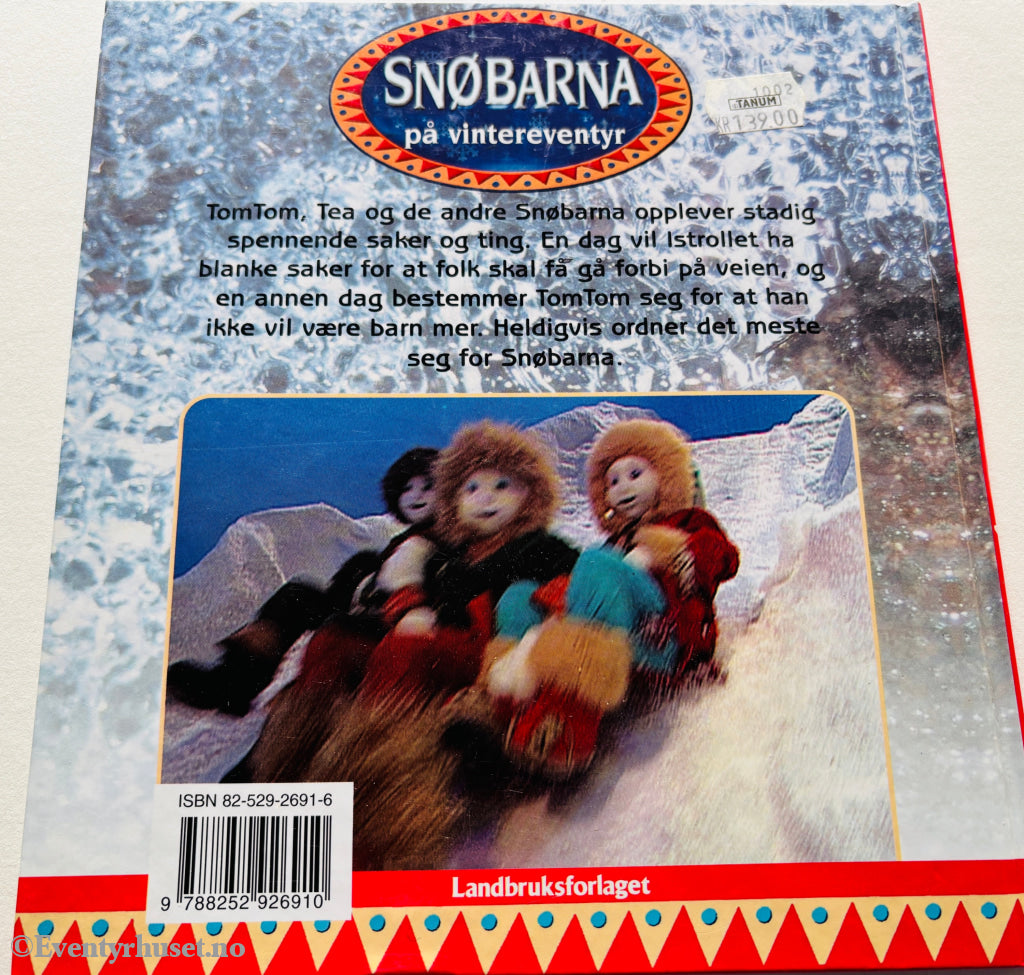 SNØBARNA
på vintereventyr
1002
TANUM
KR13900
TomTom, Tea og de andre Snøbarna opplever stadig
spennende saker og ting. En dag vil Istrollet ha
blanke saker for at folk skal få gå forbi på veien, og
en annen dag bestemmer TomTom seg for at han
ikke vil være barn mer. Heldigvis ordner det meste
seg for Snøbarna.
ISBN 82-529-2691-6
9 788252 926910
Landbruksforlaget
©Eventyrhuset.no